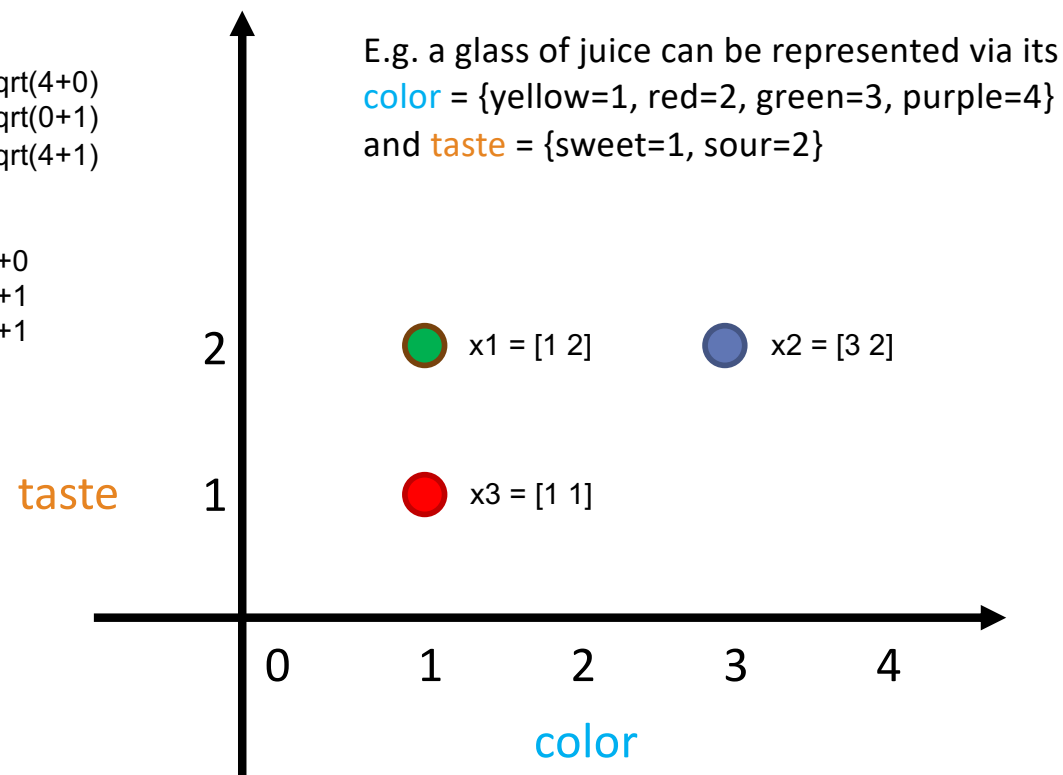 E.g. a glass of juice can be represented via its
color = {yellow=1, red=2, green=3, purple=4}
and taste = {sweet=1, sour=2}
qrt(4+0)
qrt(0+1)
qrt(4+1)
+0
+1
+1
2
x1 = [1 2]
x2 = [3 2]
taste
1
x3 = [1 1]
0 1 2 3 4
color